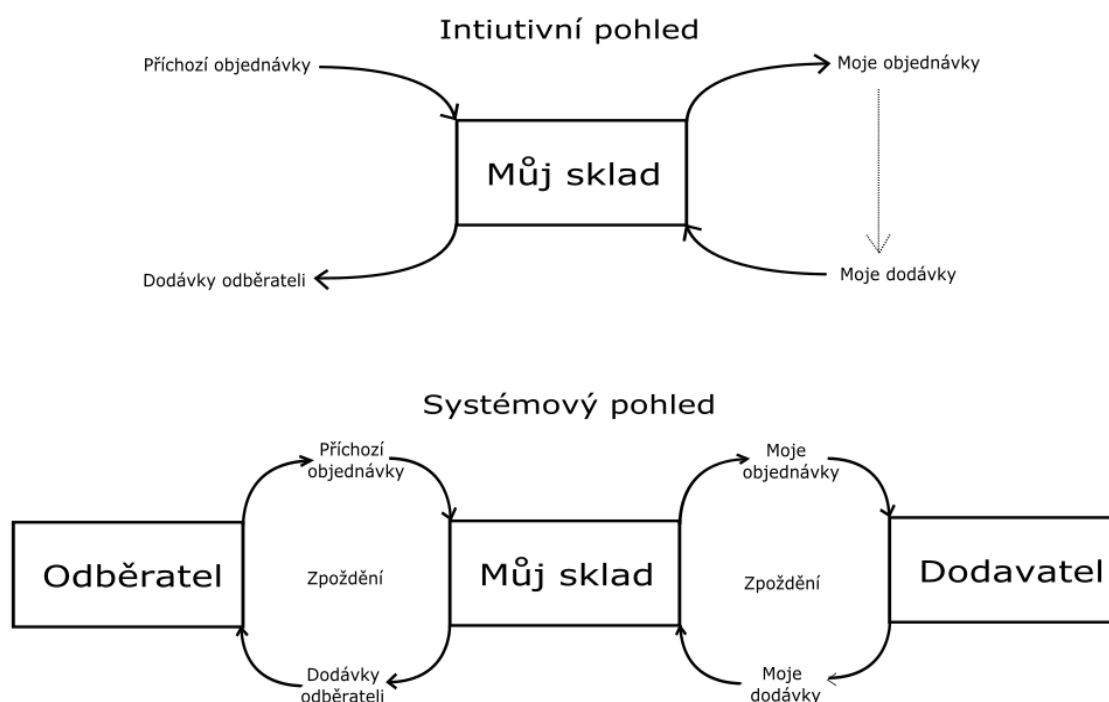 Intiutivní pohled
Příchozí objednávky
Moje objednávky
Můj sklad
Dodávky odběrateli
Moje dodávky
Systémový pohled
Příchozí
objednávky
Moje
objednávky
Odběratel
Zpoždění
Můj sklad
Zpoždění
Dodavatel
Dodávky
odběrateli
Moje
dodávky